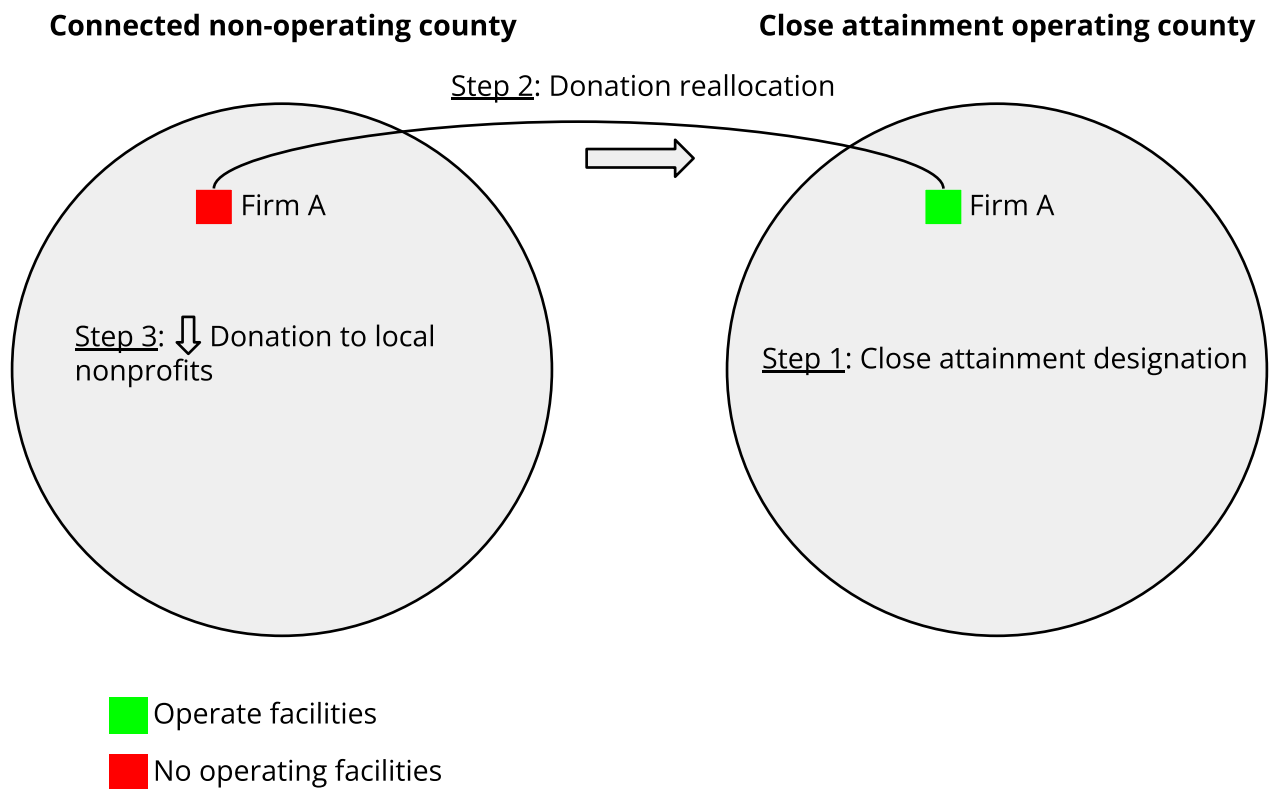 Connected non-operating county
Close attainment operating county
Step 2: Donation reallocation
Firm A
Firm A
Step 3: Donation to local
nonprofits
Step 1: Close attainment designation
Operate facilities
No operating facilities